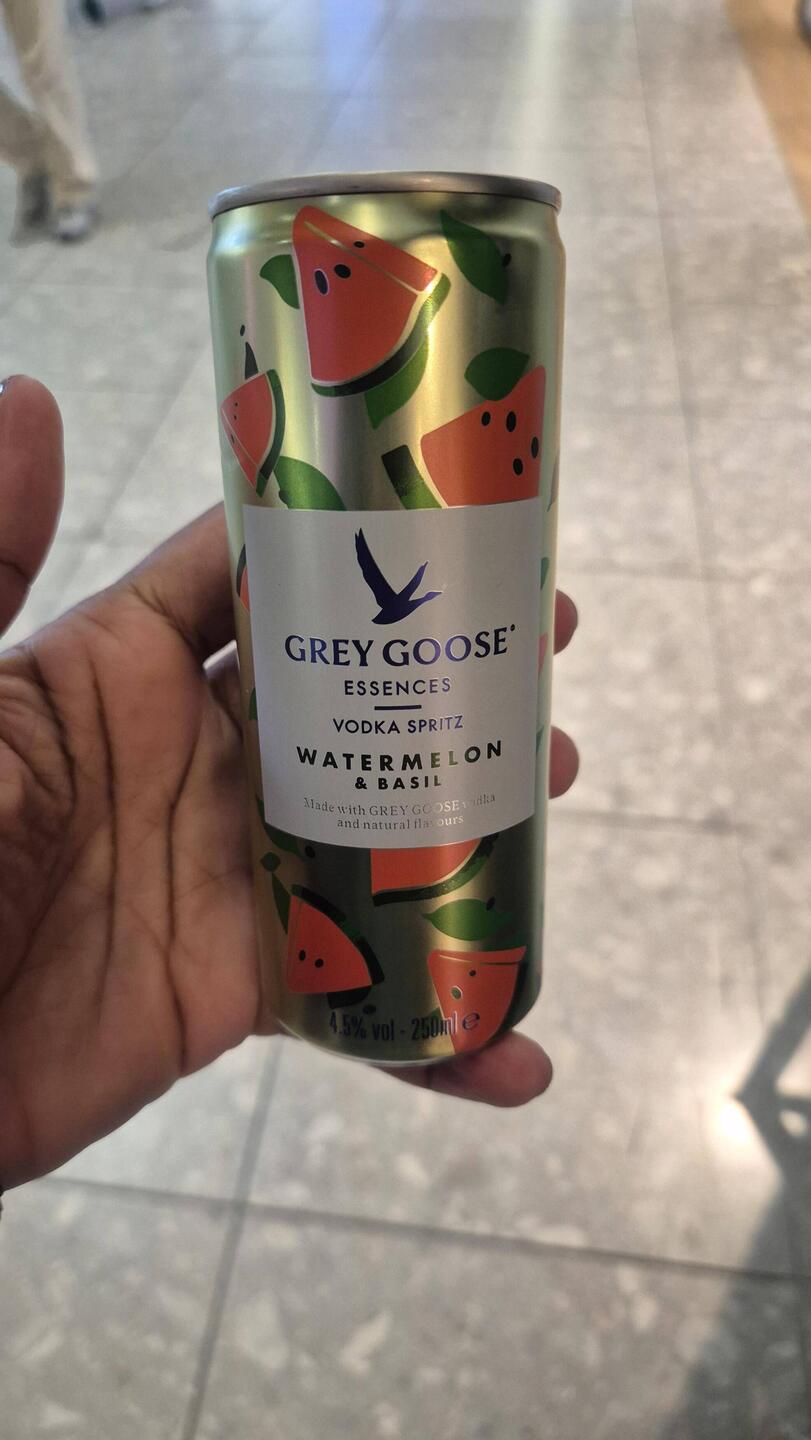 GREY GOOSE
ESSENCES
VODKA SPRITZ
WATERMELON
& BASIL
Made with GREY GOOSE vodka
and natural flavours
4.5% vol - 250ml e